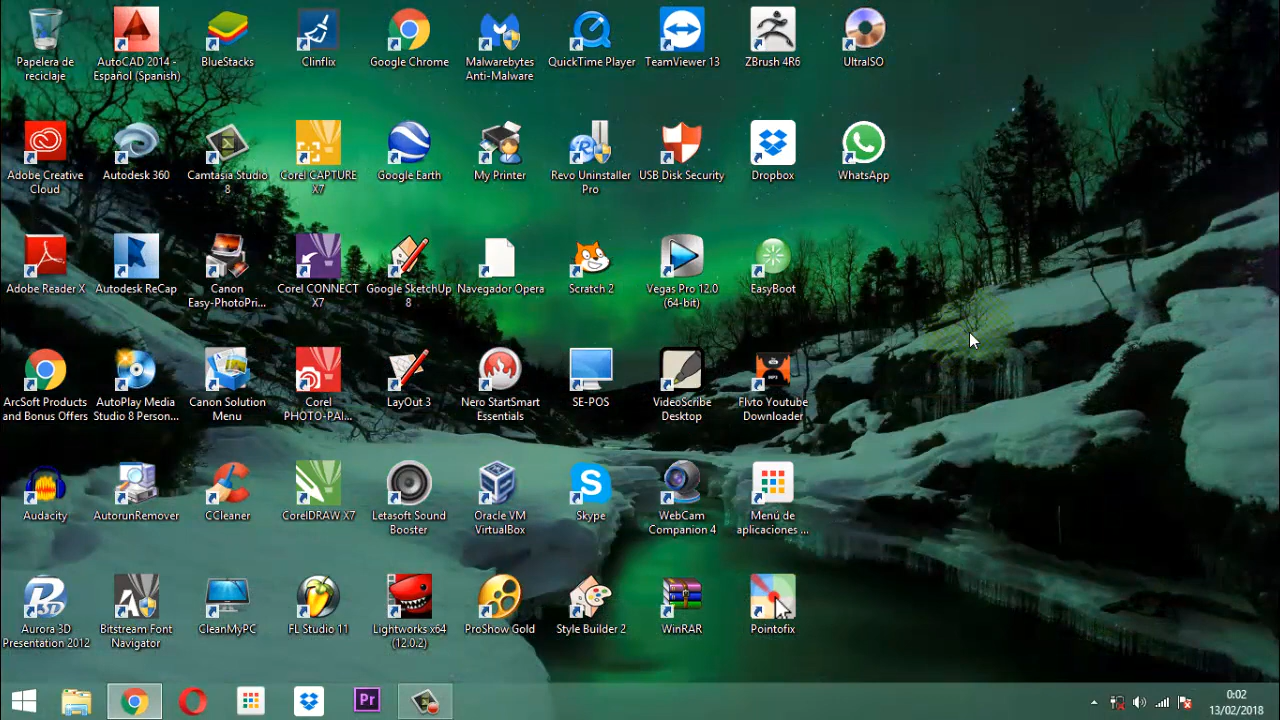 Papelera de
reciclaje
AutoCAD 2014 -
Español (Spanish)
BlueStacks
Clinflix
Google Chrome
Malwarebytes
Anti-Malware
QuickTime Player
TeamViewer 13
ZBrush 4R6
UltraISO
Adobe Creative
Cloud
Autodesk 360
Camtasia Studio
8
Corel CAPTURE
X7
Google Earth
My Printer
Revo Uninstaller
Pro
USB Disk Security
Dropbox
WhatsApp
Adobe Reader X
Autodesk ReCap
Canon
Easy-PhotoPri...
Corel CONNECT
X7
Google SketchUp
8
Navegador Opera
Scratch 2
Vegas Pro 12.0
(64-bit)
EasyBoot
ArcSoft Products
and Bonus Offers
AutoPlay Media
Studio 8 Person...
Canon Solution
Menu
Corel
PHOTO-PAI...
LayOut 3
Nero StartSmart
Essentials
SE-POS
VideoScribe
Desktop
Flvto Youtube
Downloader
Audacity
AutorunRemover
CCleaner
CorelDRAW X7
Letasoft Sound
Booster
Oracle VM
VirtualBox
Skype
WebCam
Companion 4
Menú de
aplicaciones ...
Aurora 3D
Presentation 2012
Bitstream Font
Navigator
CleanMyPC
FL Studio 11
Lightworks x64
(12.0.2)
ProShow Gold
Style Builder 2
WinRAR
Pointofix
Pr
0:02
13/02/2018